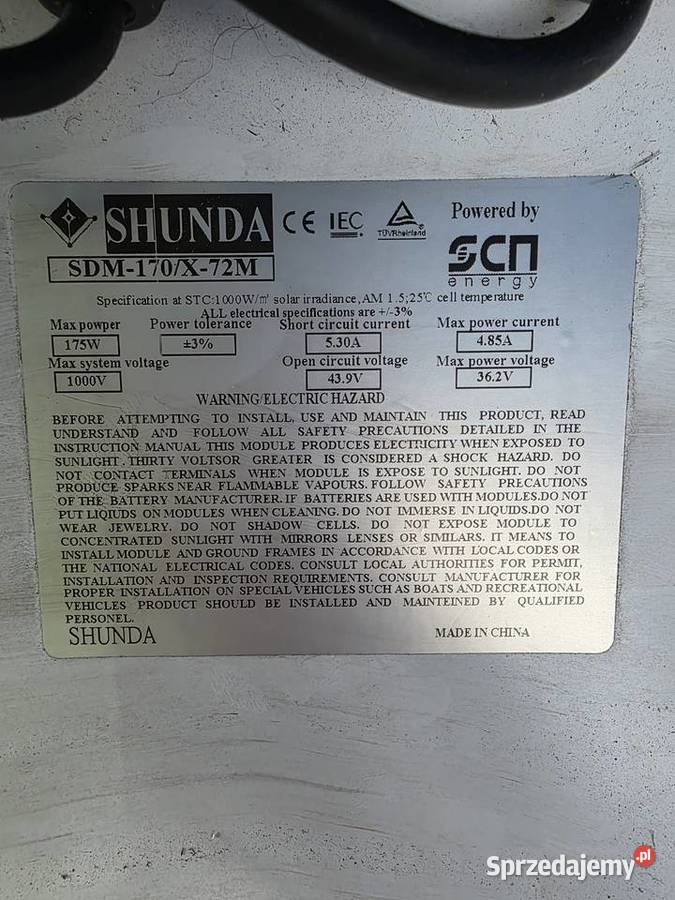 SHUNDA CE IEC TÜVRheinland Powered by
SCN
energy
SDM-170/X-72M
Specification at STC:1000W/㎡ solar irradiance,AM 1.5;25℃ cell temperature
ALL electrical specifications are +/-3%
Max powper Power tolerance Short circuit current Max power current
175W ±3% 5.30A 4.85A
Max system voltage Open circuit voltage Max power voltage
1000V 43.9V 36.2V
WARNING/ELECTRIC HAZARD
BEFORE ATTEMPTING TO INSTALL, USE AND MAINTAIN THIS PRODUCT, READ
UNDERSTAND AND FOLLOW ALL SAFETY PRECAUTIONS DETAILED IN THE
INSTRUCTION MANUAL THIS MODULE PRODUCES ELECTRICITY WHEN EXPOSED TO
SUNLIGHT. THIRTY VOLTSOR GREATER IS CONSIDERED A SHOCK HAZARD. DO
NOT CONTACT TERMINALS WHEN MODULE IS EXPOSE TO SUNLIGHT. DO NOT
PRODUCE SPARKS NEAR FLAMMABLE VAPOURS. FOLLOW SAFETY PRECAUTIONS
OF THE BATTERY MANUFACTURER. IF BATTERIES ARE USED WITH MODULES.DO NOT
PUT LIQIUDS ON MODULES WHEN CLEANING. DO NOT IMMERSE IN LIQUIDS.DO NOT
WEAR JEWELRY. DO NOT SHADOW CELLS. DO NOT EXPOSE MODULE TO
CONCENTRATED SUNLIGHT WITH MIRRORS LENSES OR SIMILARS. IT MEANS TO
INSTALL MODULE AND GROUND FRAMES IN ACCORDANCE WITH LOCAL CODES OR
THE NATIONAL ELECTRICAL CODES. CONSULT LOCAL AUTHORITIES FOR PERMIT,
INSTALLATION AND INSPECTION REQUIREMENTS. CONSULT MANUFACTURER FOR
PROPER INSTALLATION ON SPECIAL VEHICLES SUCH AS BOATS AND RECREATIONAL
VEHICLES PRODUCT SHOULD BE INSTALLED AND MAINTEINED BY QUALIFIED
PERSONEL.
SHUNDA MADE IN CHINA
Sprzedajemy.pl